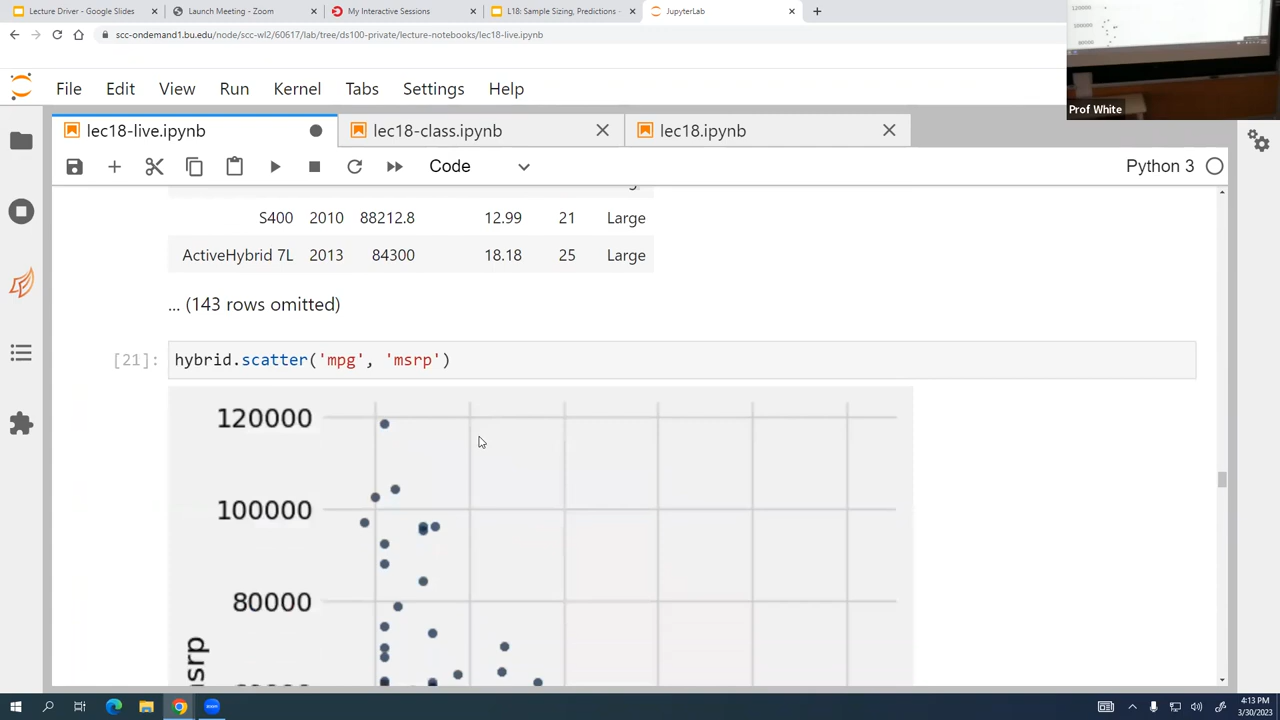 Lecture Driver - Google Slides
Launch Meeting - Zoom
My Interactive Sessions
L18: Sample Sizing, Predictions -
JupyterLab
scc-ondemand1.bu.edu/node/scc-wl2/60617/lab/tree/ds100-
lec18-live.ipynb
120000
100000
80000
Prof White
File Edit View Run Kernel Tabs Settings Help
lec18-live.ipynb
lec18-class.ipynb
lec18.ipynb
Code
Python 3
S400 2010 88212.8 12.99 21 Large
ActiveHybrid 7L 2013 84300 18.18 25 Large
... (143 rows omitted)
[21]: hybrid.scatter('mpg', 'msrp')
120000
100000
80000
msrp
4:13 PM
3/30/2023